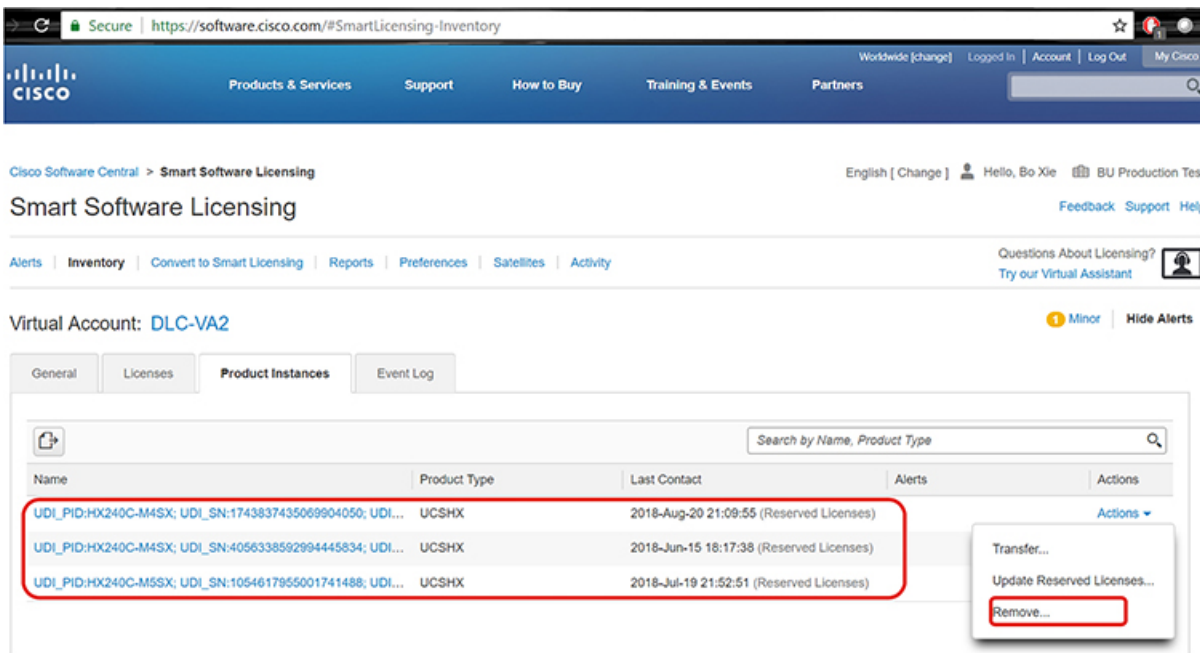 Secure | https://software.cisco.com/#SmartLicensing-Inventory
1
Worldwide [change] Logged In | Account | Log Out My Cisco
CISCO
Products & Services Support How to Buy Training & Events Partners
Cisco Software Central > Smart Software Licensing
English [ Change ] Hello, Bo Xie BU Production Tes
Smart Software Licensing
Feedback Support Help
Alerts | Inventory | Convert to Smart Licensing | Reports | Preferences | Satellites | Activity
Questions About Licensing?
Try our Virtual Assistant
Virtual Account: DLC-VA2
1 Minor | Hide Alerts
General Licenses Product Instances Event Log
Search by Name, Product Type
Name Product Type Last Contact Alerts Actions
UDI_PID:HX240C-M4SX; UDI_SN:1743837435069904050; UDI... UCSHX 2018-Aug-20 21:09:55 (Reserved Licenses) Actions
UDI_PID:HX240C-M4SX; UDI_SN:4056338592994445834; UDI... UCSHX 2018-Jun-15 18:17:38 (Reserved Licenses)
UDI_PID:HX240C-M5SX; UDI_SN:1054617955001741488; UDI... UCSHX 2018-Jul-19 21:52:51 (Reserved Licenses)
Transfer...
Update Reserved Licenses...
Remove...